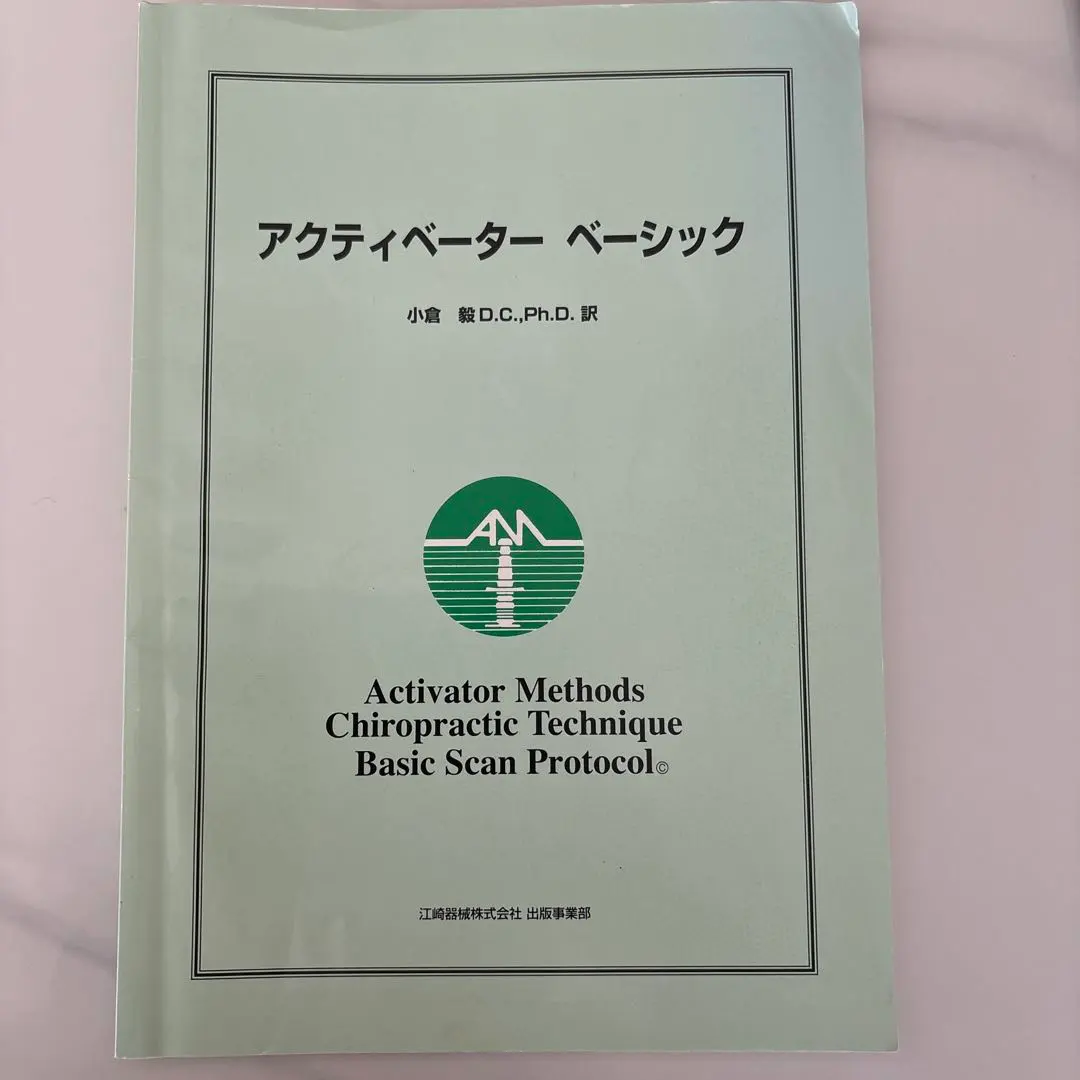 アクティベーター ベーシック
小倉　毅D.C.,Ph.D. 訳
AM
Activator Methods
Chiropractic Technique
Basic Scan Protocol©
江崎器械株式会社 出版事業部